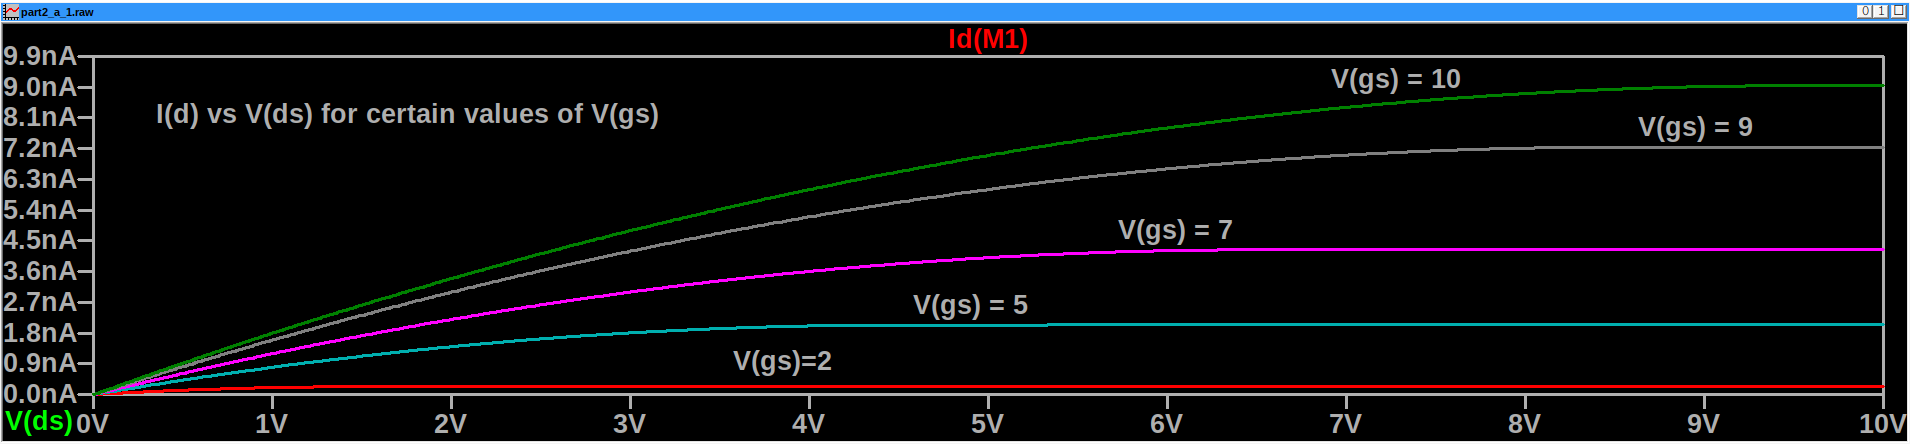 part2_a_1.raw
Id(M1)
9.9nA
9.0nA
8.1nA
7.2nA
6.3nA
5.4nA
4.5nA
3.6nA
2.7nA
1.8nA
0.9nA
0.0nA
I(d) vs V(ds) for certain values of V(gs)
V(gs) = 10
V(gs) = 9
V(gs) = 7
V(gs) = 5
V(gs)=2
V(ds) 0V 1V 2V 3V 4V 5V 6V 7V 8V 9V 10V